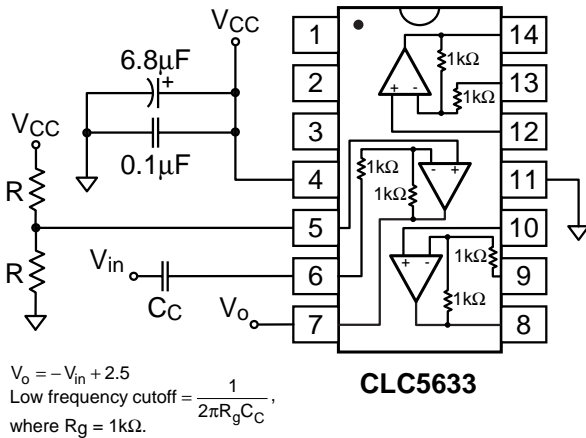 VCC
6.8µF
+
VCC
0.1µF
R
R
Vin
CC
Vo
1
2
3
4
5
6
7
14
13
12
11
10
9
8
1kΩ
1kΩ
+ -
1kΩ
1kΩ
- +
1kΩ
1kΩ
+ -
Vo = −Vin + 2.5
Low frequency cutoff = 1 / 2πRgCC ,
where Rg = 1kΩ.
CLC5633